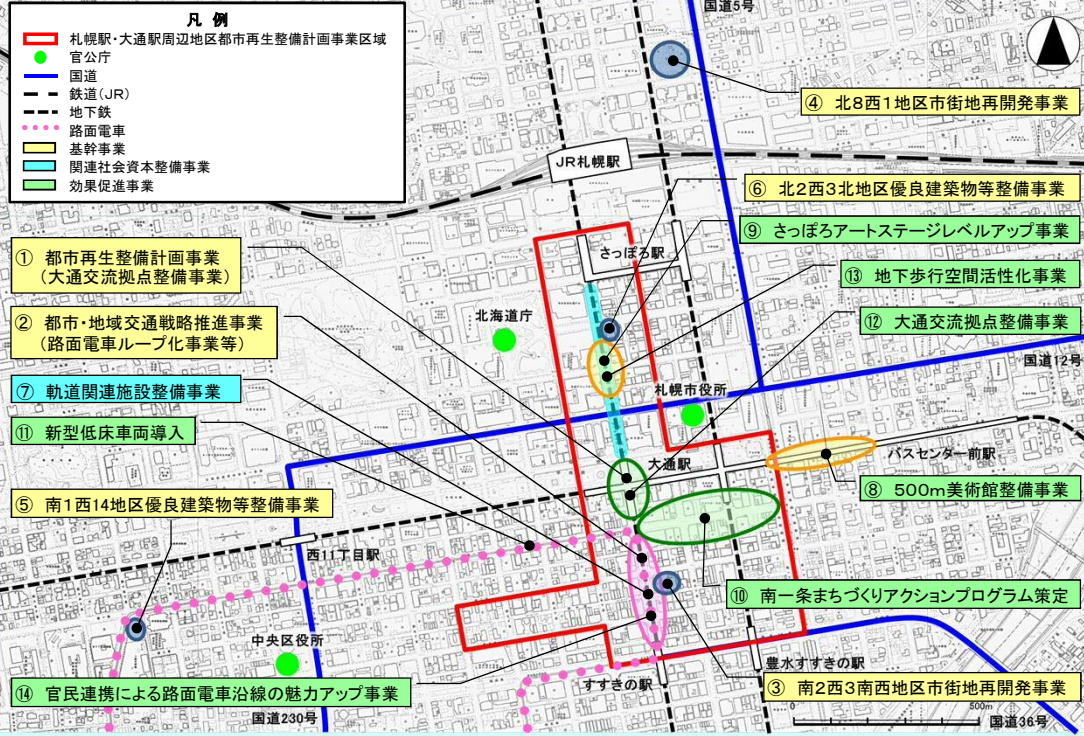 凡 例
札幌駅・大通駅周辺地区都市再生整備計画事業区域
官公庁
国道
鉄道(JR)
地下鉄
路面電車
基幹事業
関連社会資本整備事業
効果促進事業
国道5号
N
④ 北8西1地区市街地再開発事業
JR札幌駅
⑥ 北2西3北地区優良建築物等整備事業
⑨ さっぽろアートステージレベルアップ事業
① 都市再生整備計画事業
(大通交流拠点整備事業)
さっぽろ駅
⑬ 地下歩行空間活性化事業
② 都市・地域交通戦略推進事業
(路面電車ループ化事業等)
北海道庁
⑫ 大通交流拠点整備事業
国道12号
⑦ 軌道関連施設整備事業
札幌市役所
⑪ 新型低床車両導入
大通駅
バスセンター前駅
⑧ 500m美術館整備事業
⑤ 南1西14地区優良建築物等整備事業
西11丁目駅
⑩ 南一条まちづくりアクションプログラム策定
中央区役所
豊水すすきの駅
すすきの駅
⑭ 官民連携による路面電車沿線の魅力アップ事業
③ 南2西3南西地区市街地再開発事業
国道230号
0
500m
国道36号